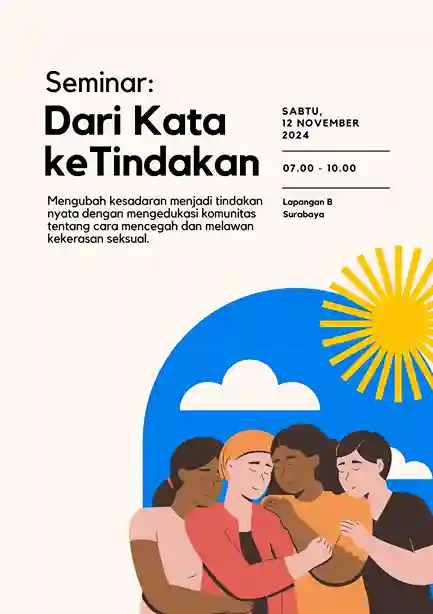 Seminar:
Dari Kata
keTindakan
Mengubah kesadaran menjadi tindakan
nyata dengan mengedukasi komunitas
tentang cara mencegah dan melawan
kekerasan seksual.
SABTU,
12 NOVEMBER
2024
07.00 - 10.00
Lapangan B
Surabaya